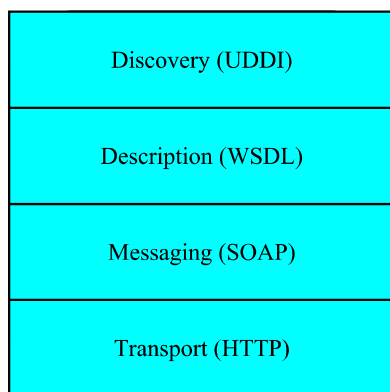 Discovery (UDDI)
Description (WSDL)
Messaging (SOAP)
Transport (HTTP)